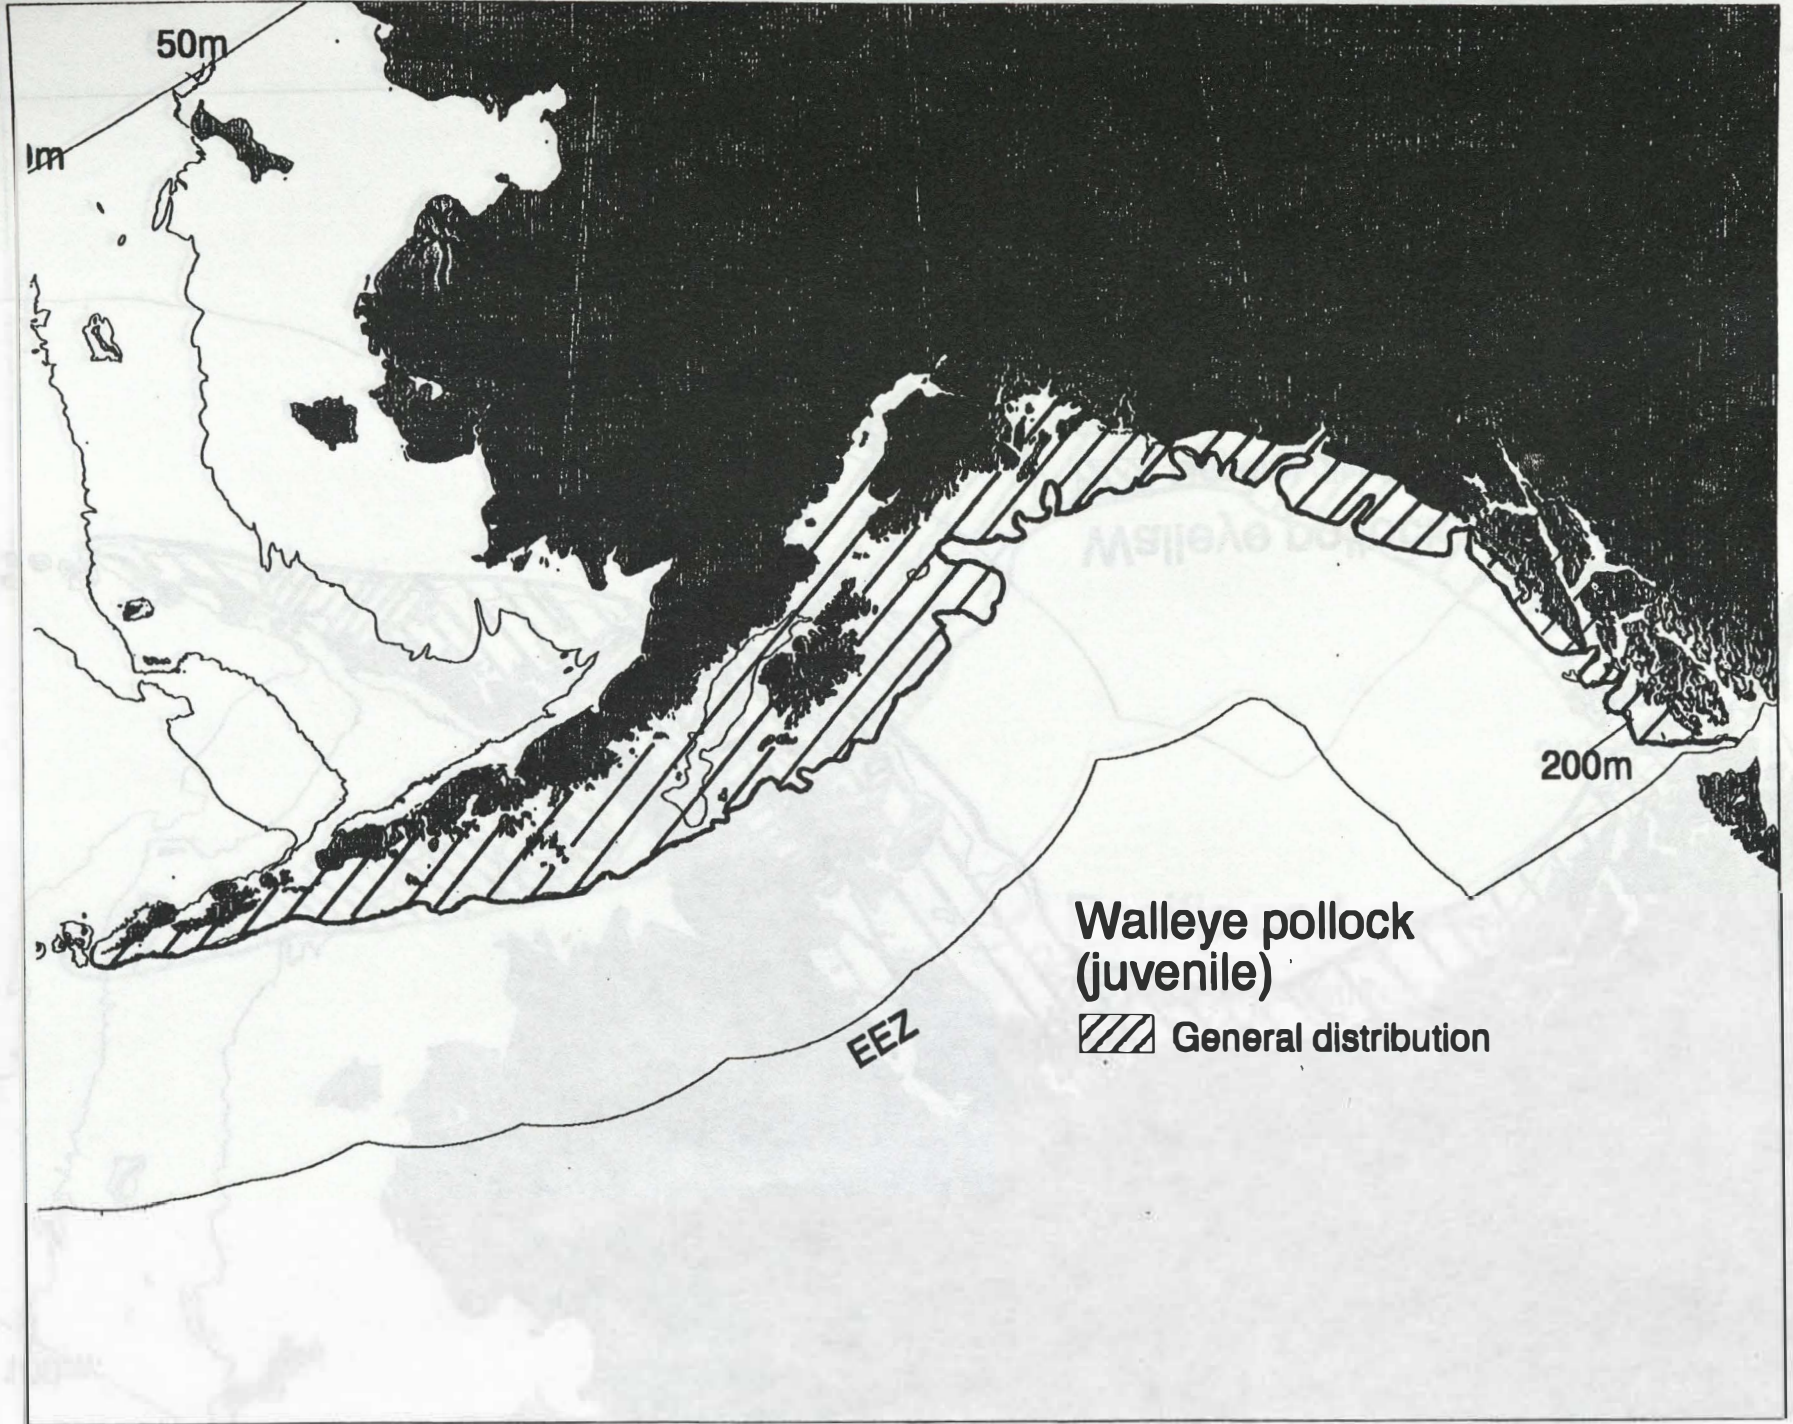 50m
200m
EEZ
Walleye pollock
(juvenile)
General distribution